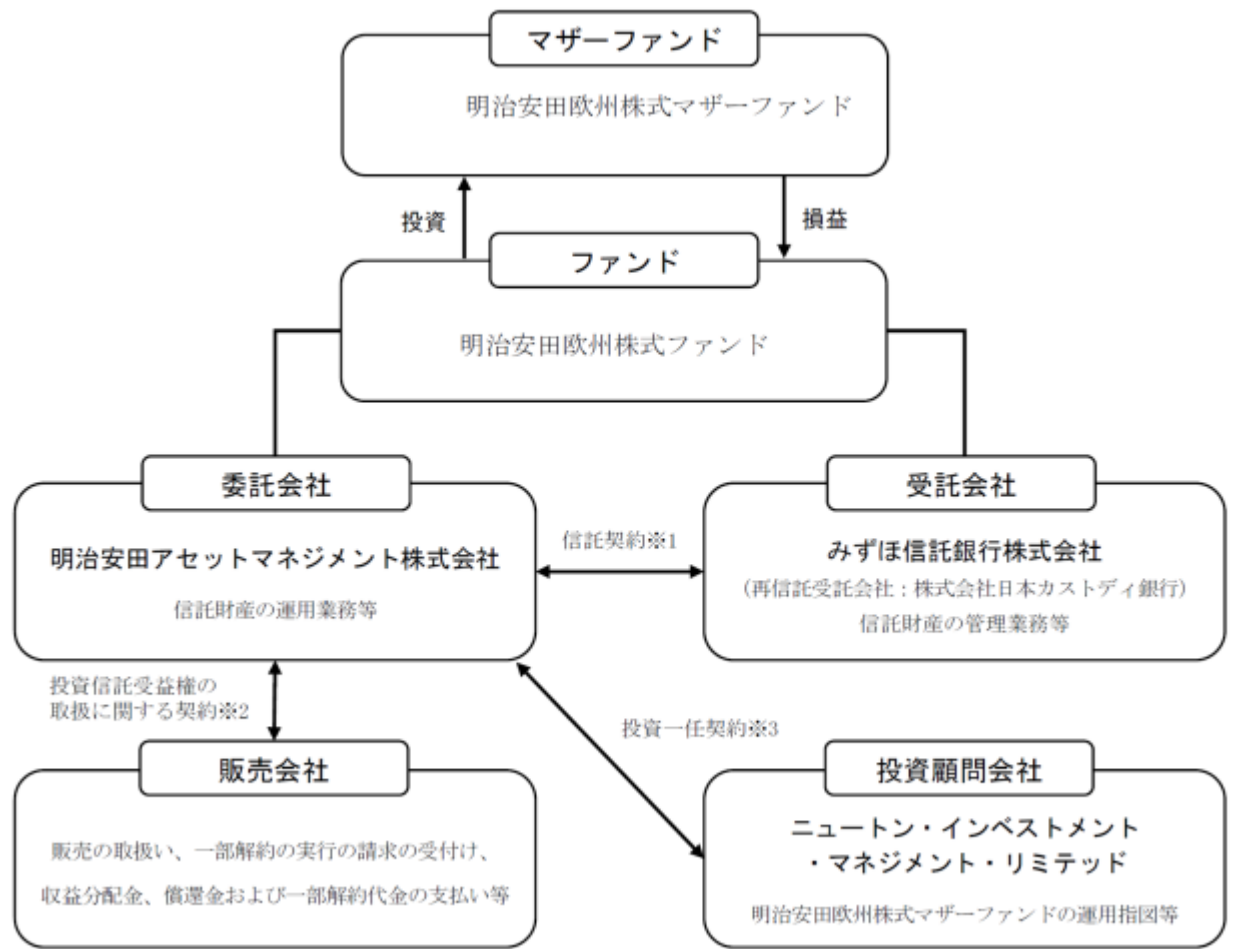 マザーファンド
明治安田欧州株式マザーファンド
投資
損益
ファンド
明治安田欧州株式ファンド
委託会社
明治安田アセットマネジメント株式会社
信託財産の運用業務等
信託契約※1
受託会社
みずほ信託銀行株式会社
(再信託受託会社：株式会社日本カストディ銀行)
信託財産の管理業務等
投資信託受益権の
取扱に関する契約※2
投資一任契約※3
販売会社
販売の取扱い、一部解約の実行の請求の受付け、
収益分配金、償還金および一部解約代金の支払い等
投資顧問会社
ニュートン・インベストメント
・マネジメント・リミテッド
明治安田欧州株式マザーファンドの運用指図等